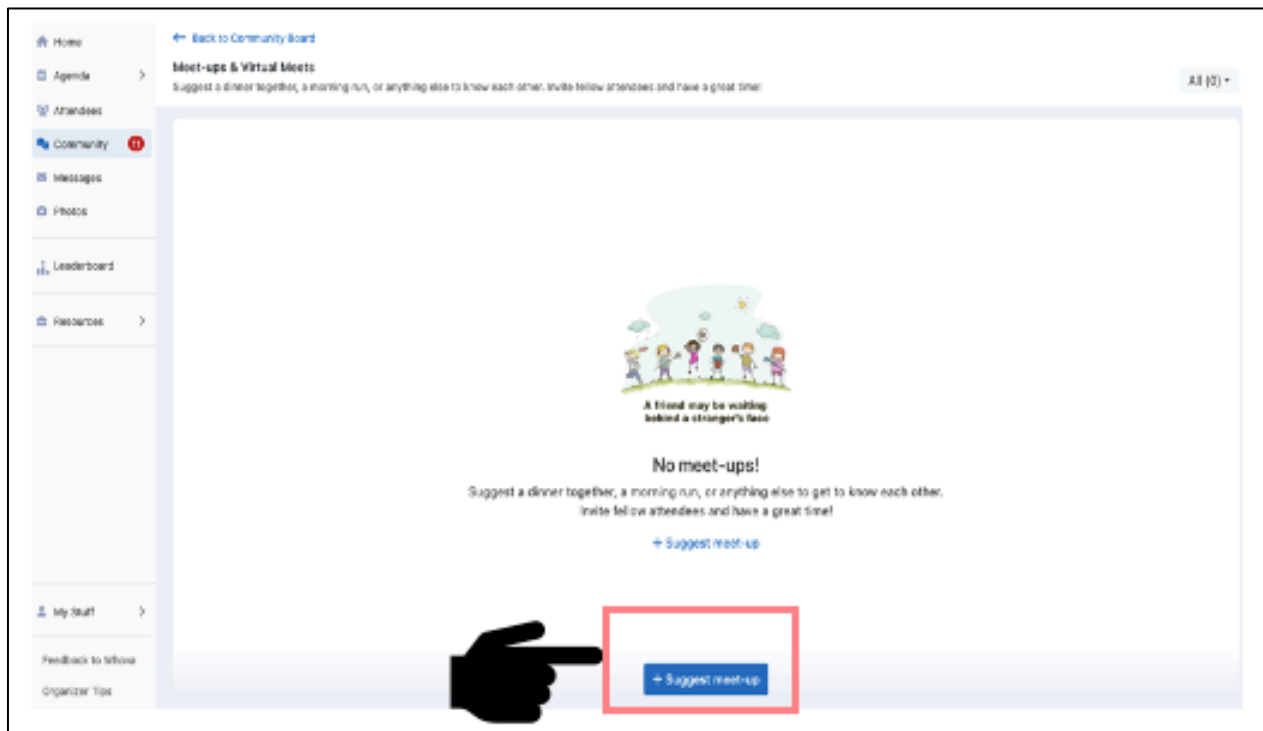 Home
Agenda
Attendees
Community 11
Messages
Photos
Leaderboard
Resources
My Stuff
Feedback to Whova
Organizer Tips
Back to Community Board
Meet-ups & Virtual Meets
Suggest a dinner together, a morning run, or anything else to know each other. Invite fellow attendees and have a great time!
All (0)
A friend may be waiting
behind a stranger's face
No meet-ups!
Suggest a dinner together, a morning run, or anything else to get to know each other.
Invite fellow attendees and have a great time!
+ Suggest meet-up
+ Suggest meet-up